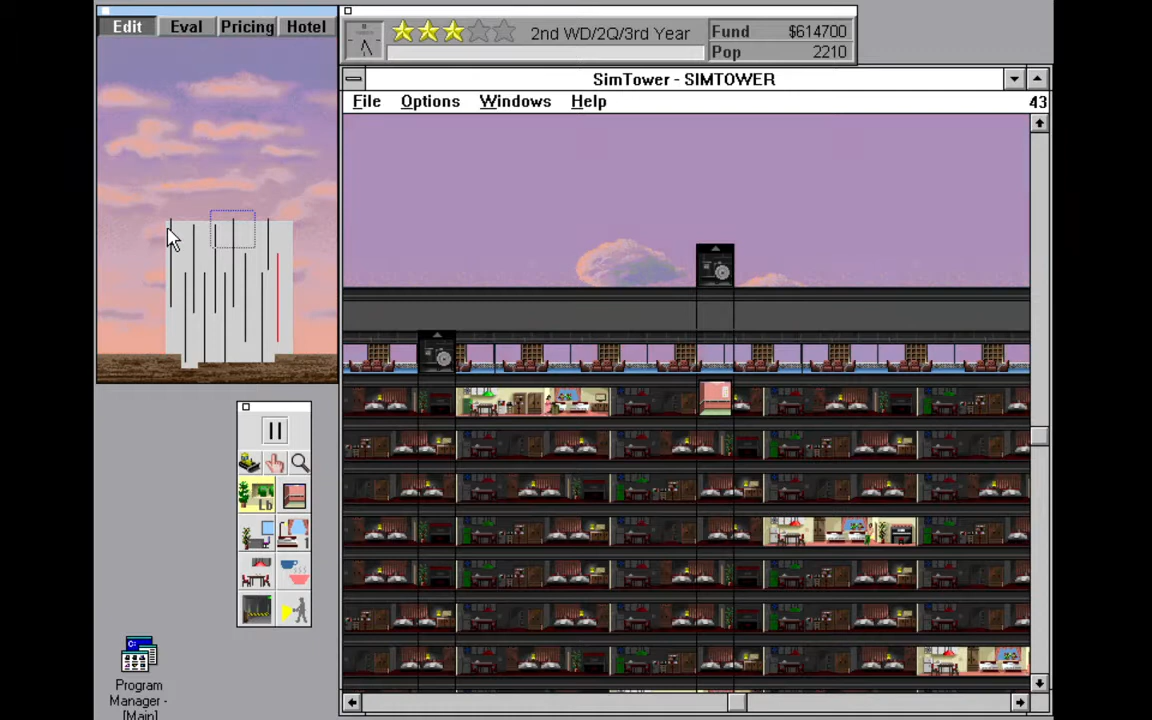 Edit Eval Pricing Hotel
2nd WD/2Q/3rd Year
Fund $614700
Pop 2210
SimTower - SIMTOWER
File Options Windows Help 43
Lb
1
Program
Manager -
[Main]